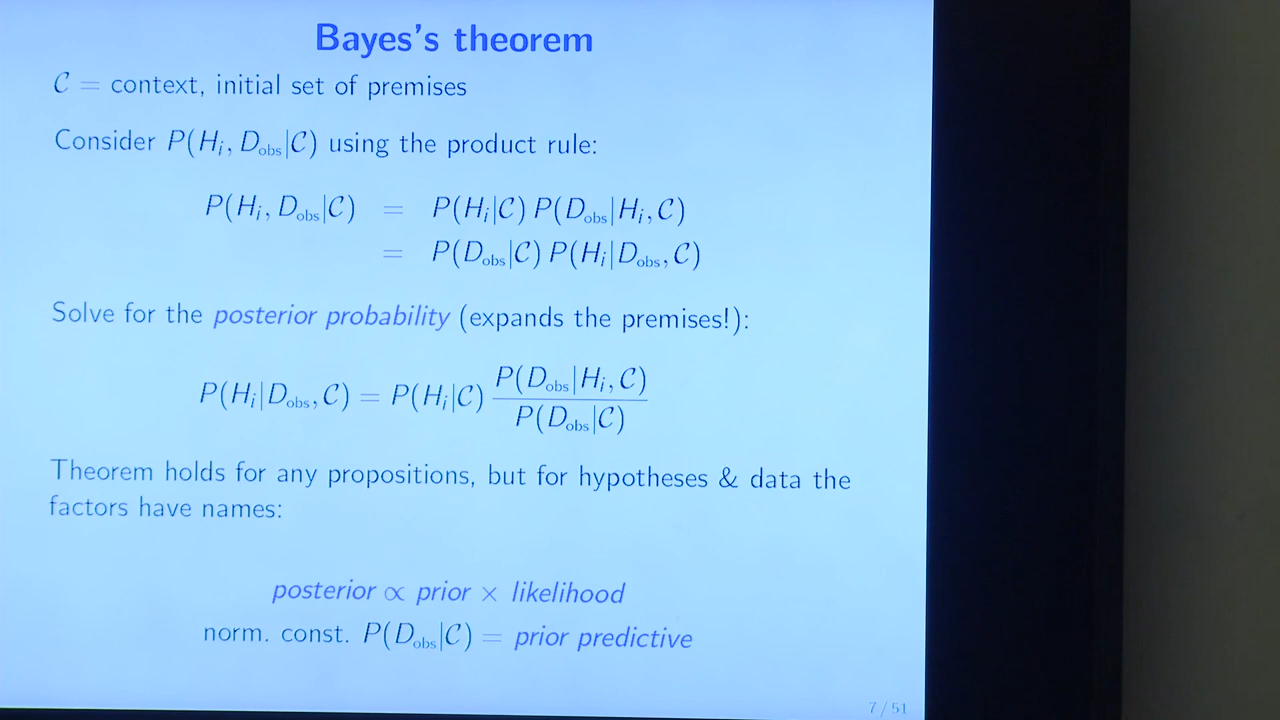 Bayes's theorem
𝒞 = context, initial set of premises
Consider P(Hᵢ, D_obs|𝒞) using the product rule:
P(Hᵢ, D_obs|𝒞) = P(Hᵢ|𝒞) P(D_obs|Hᵢ, 𝒞)
= P(D_obs|𝒞) P(Hᵢ|D_obs, 𝒞)
Solve for the posterior probability (expands the premises!):
P(Hᵢ|D_obs, 𝒞) = P(Hᵢ|𝒞) P(D_obs|Hᵢ, 𝒞) / P(D_obs|𝒞)
Theorem holds for any propositions, but for hypotheses & data the
factors have names:
posterior ∝ prior × likelihood
norm. const. P(D_obs|𝒞) = prior predictive
7 / 51